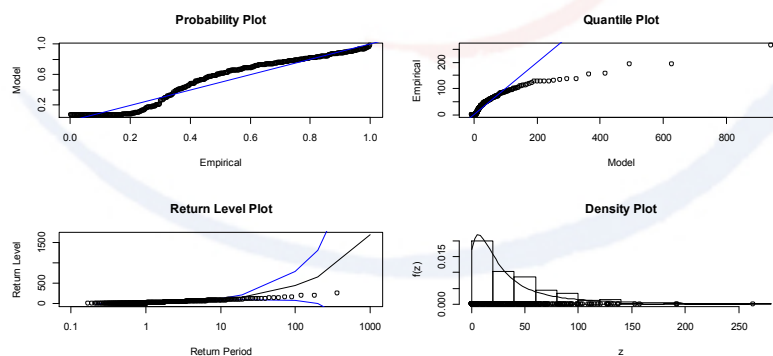 Probability Plot
Model
0.2 0.6 1.0
0.0 0.2 0.4 0.6 0.8 1.0
Empirical
Quantile Plot
Empirical
0 100 200
0 200 400 600 800
Model
Return Level Plot
Return Level
0 500 1500
0.1 1 10 100 1000
Return Period
Density Plot
f(z)
0.000 0.015
0 50 100 150 200 250
z